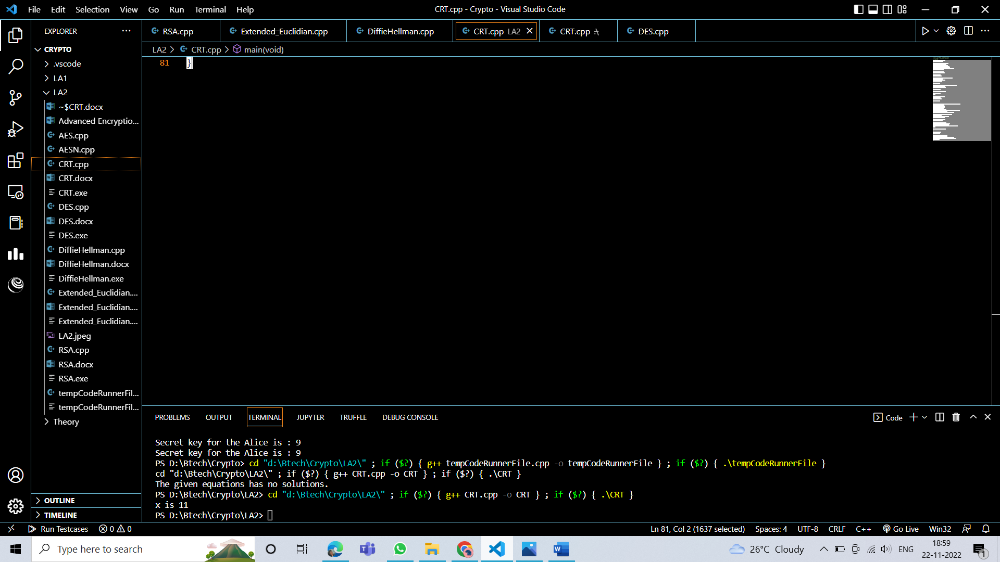 File Edit Selection View Go Run Terminal Help
CRT.cpp - Crypto - Visual Studio Code
EXPLORER
RSA.cpp
Extended_Euclidian.cpp
DiffieHellman.cpp
CRT.cpp LA2
CRT.cpp .\
DES.cpp
LA2 > CRT.cpp > main(void)
CRYPTO
.vscode
LA1
LA2
~$CRT.docx
Advanced Encryptio...
AES.cpp
AESN.cpp
CRT.cpp
CRT.docx
CRT.exe
DES.cpp
DES.docx
DES.exe
DiffieHellman.cpp
DiffieHellman.docx
DiffieHellman.exe
Extended_Euclidian....
Extended_Euclidian....
Extended_Euclidian....
LA2.jpeg
RSA.cpp
RSA.docx
RSA.exe
tempCodeRunnerFil...
tempCodeRunnerFil...
Theory
OUTLINE
TIMELINE
81 }
PROBLEMS OUTPUT TERMINAL JUPYTER TRUFFLE DEBUG CONSOLE
Code
Secret key for the Alice is : 9
Secret key for the Alice is : 9
PS D:\Btech\Crypto> cd "d:\Btech\Crypto\LA2\" ; if ($?) { g++ tempCodeRunnerFile.cpp -o tempCodeRunnerFile } ; if ($?) { .\tempCodeRunnerFile }
cd "d:\Btech\Crypto\LA2\" ; if ($?) { g++ CRT.cpp -o CRT } ; if ($?) { .\CRT }
The given equations has no solutions.
PS D:\Btech\Crypto\LA2> cd "d:\Btech\Crypto\LA2\" ; if ($?) { g++ CRT.cpp -o CRT } ; if ($?) { .\CRT }
x is 11
PS D:\Btech\Crypto\LA2>
Run Testcases 0 0
Ln 81, Col 2 (1637 selected) Spaces: 4 UTF-8 CRLF C++ Go Live Win32
Type here to search
26°C Cloudy
ENG
18:59
22-11-2022
1